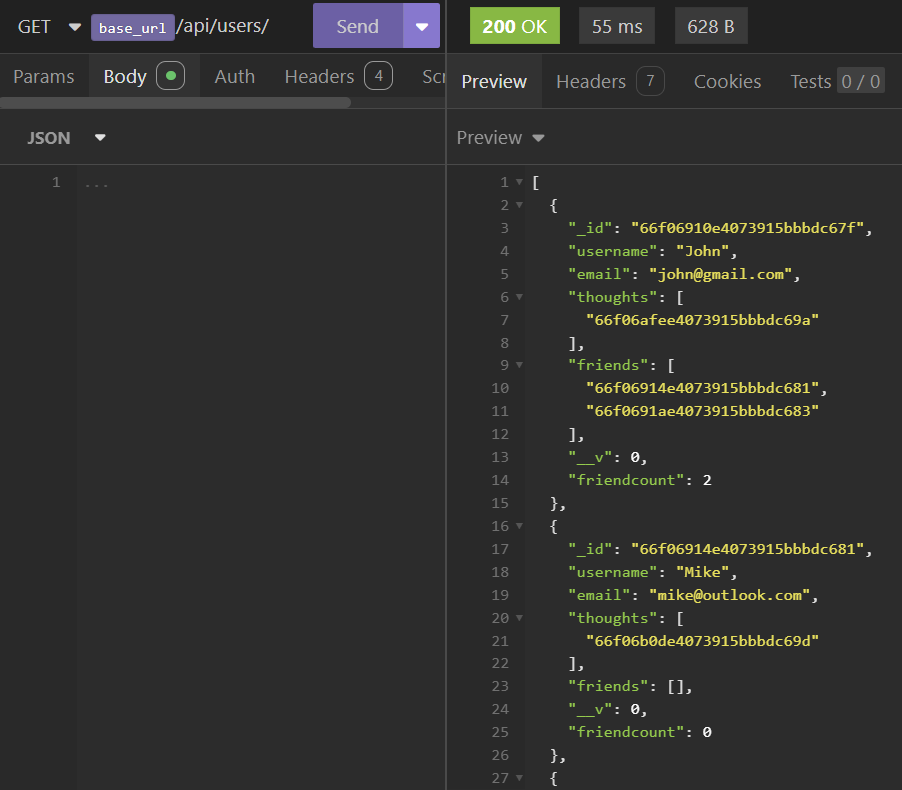 GET base_url /api/users/ Send 200 OK 55 ms 628 B
Params Body Auth Headers 4 Scr Preview Headers 7 Cookies Tests 0 / 0
JSON Preview
1 ...
1 [
2 {
3 "_id": "66f06910e4073915bbbdc67f",
4 "username": "John",
5 "email": "john@gmail.com",
6 "thoughts": [
7 "66f06afee4073915bbbdc69a"
8 ],
9 "friends": [
10 "66f06914e4073915bbbdc681",
11 "66f0691ae4073915bbbdc683"
12 ],
13 "__v": 0,
14 "friendcount": 2
15 },
16 {
17 "_id": "66f06914e4073915bbbdc681",
18 "username": "Mike",
19 "email": "mike@outlook.com",
20 "thoughts": [
21 "66f06b0de4073915bbbdc69d"
22 ],
23 "friends": [],
24 "__v": 0,
25 "friendcount": 0
26 },
27 {